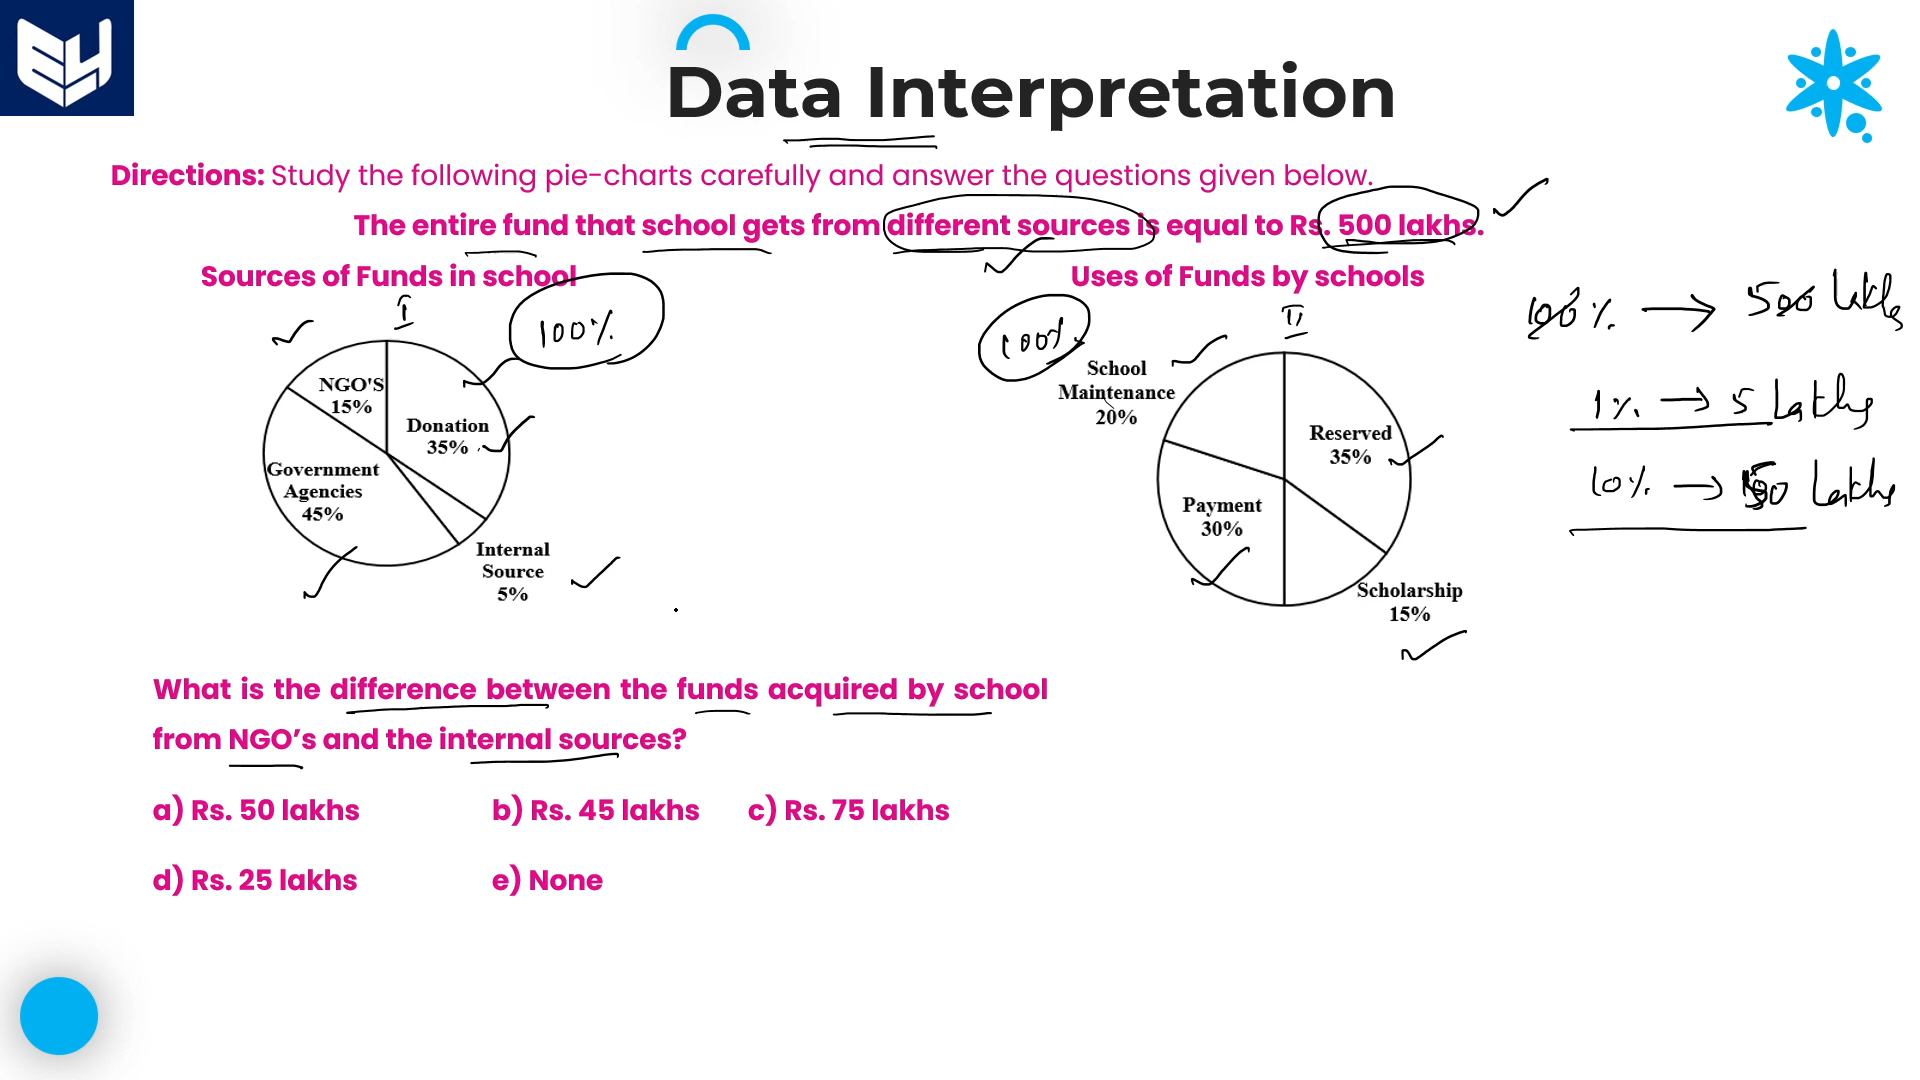 EY
Data Interpretation
Directions: Study the following pie-charts carefully and answer the questions given below.
The entire fund that school gets from different sources is equal to Rs. 500 lakhs.
Sources of Funds in school
Uses of Funds by schools
I
100%
NGO'S
15%
Donation
35%
Government
Agencies
45%
Internal
Source
5%
II
100%
School
Maintenance
20%
Reserved
35%
Payment
30%
Scholarship
15%
100% → 500 lakhs
1% → 5 lakhs
10% → 50 lakhs
What is the difference between the funds acquired by school
from NGO’s and the internal sources?
a) Rs. 50 lakhs b) Rs. 45 lakhs c) Rs. 75 lakhs
d) Rs. 25 lakhs e) None